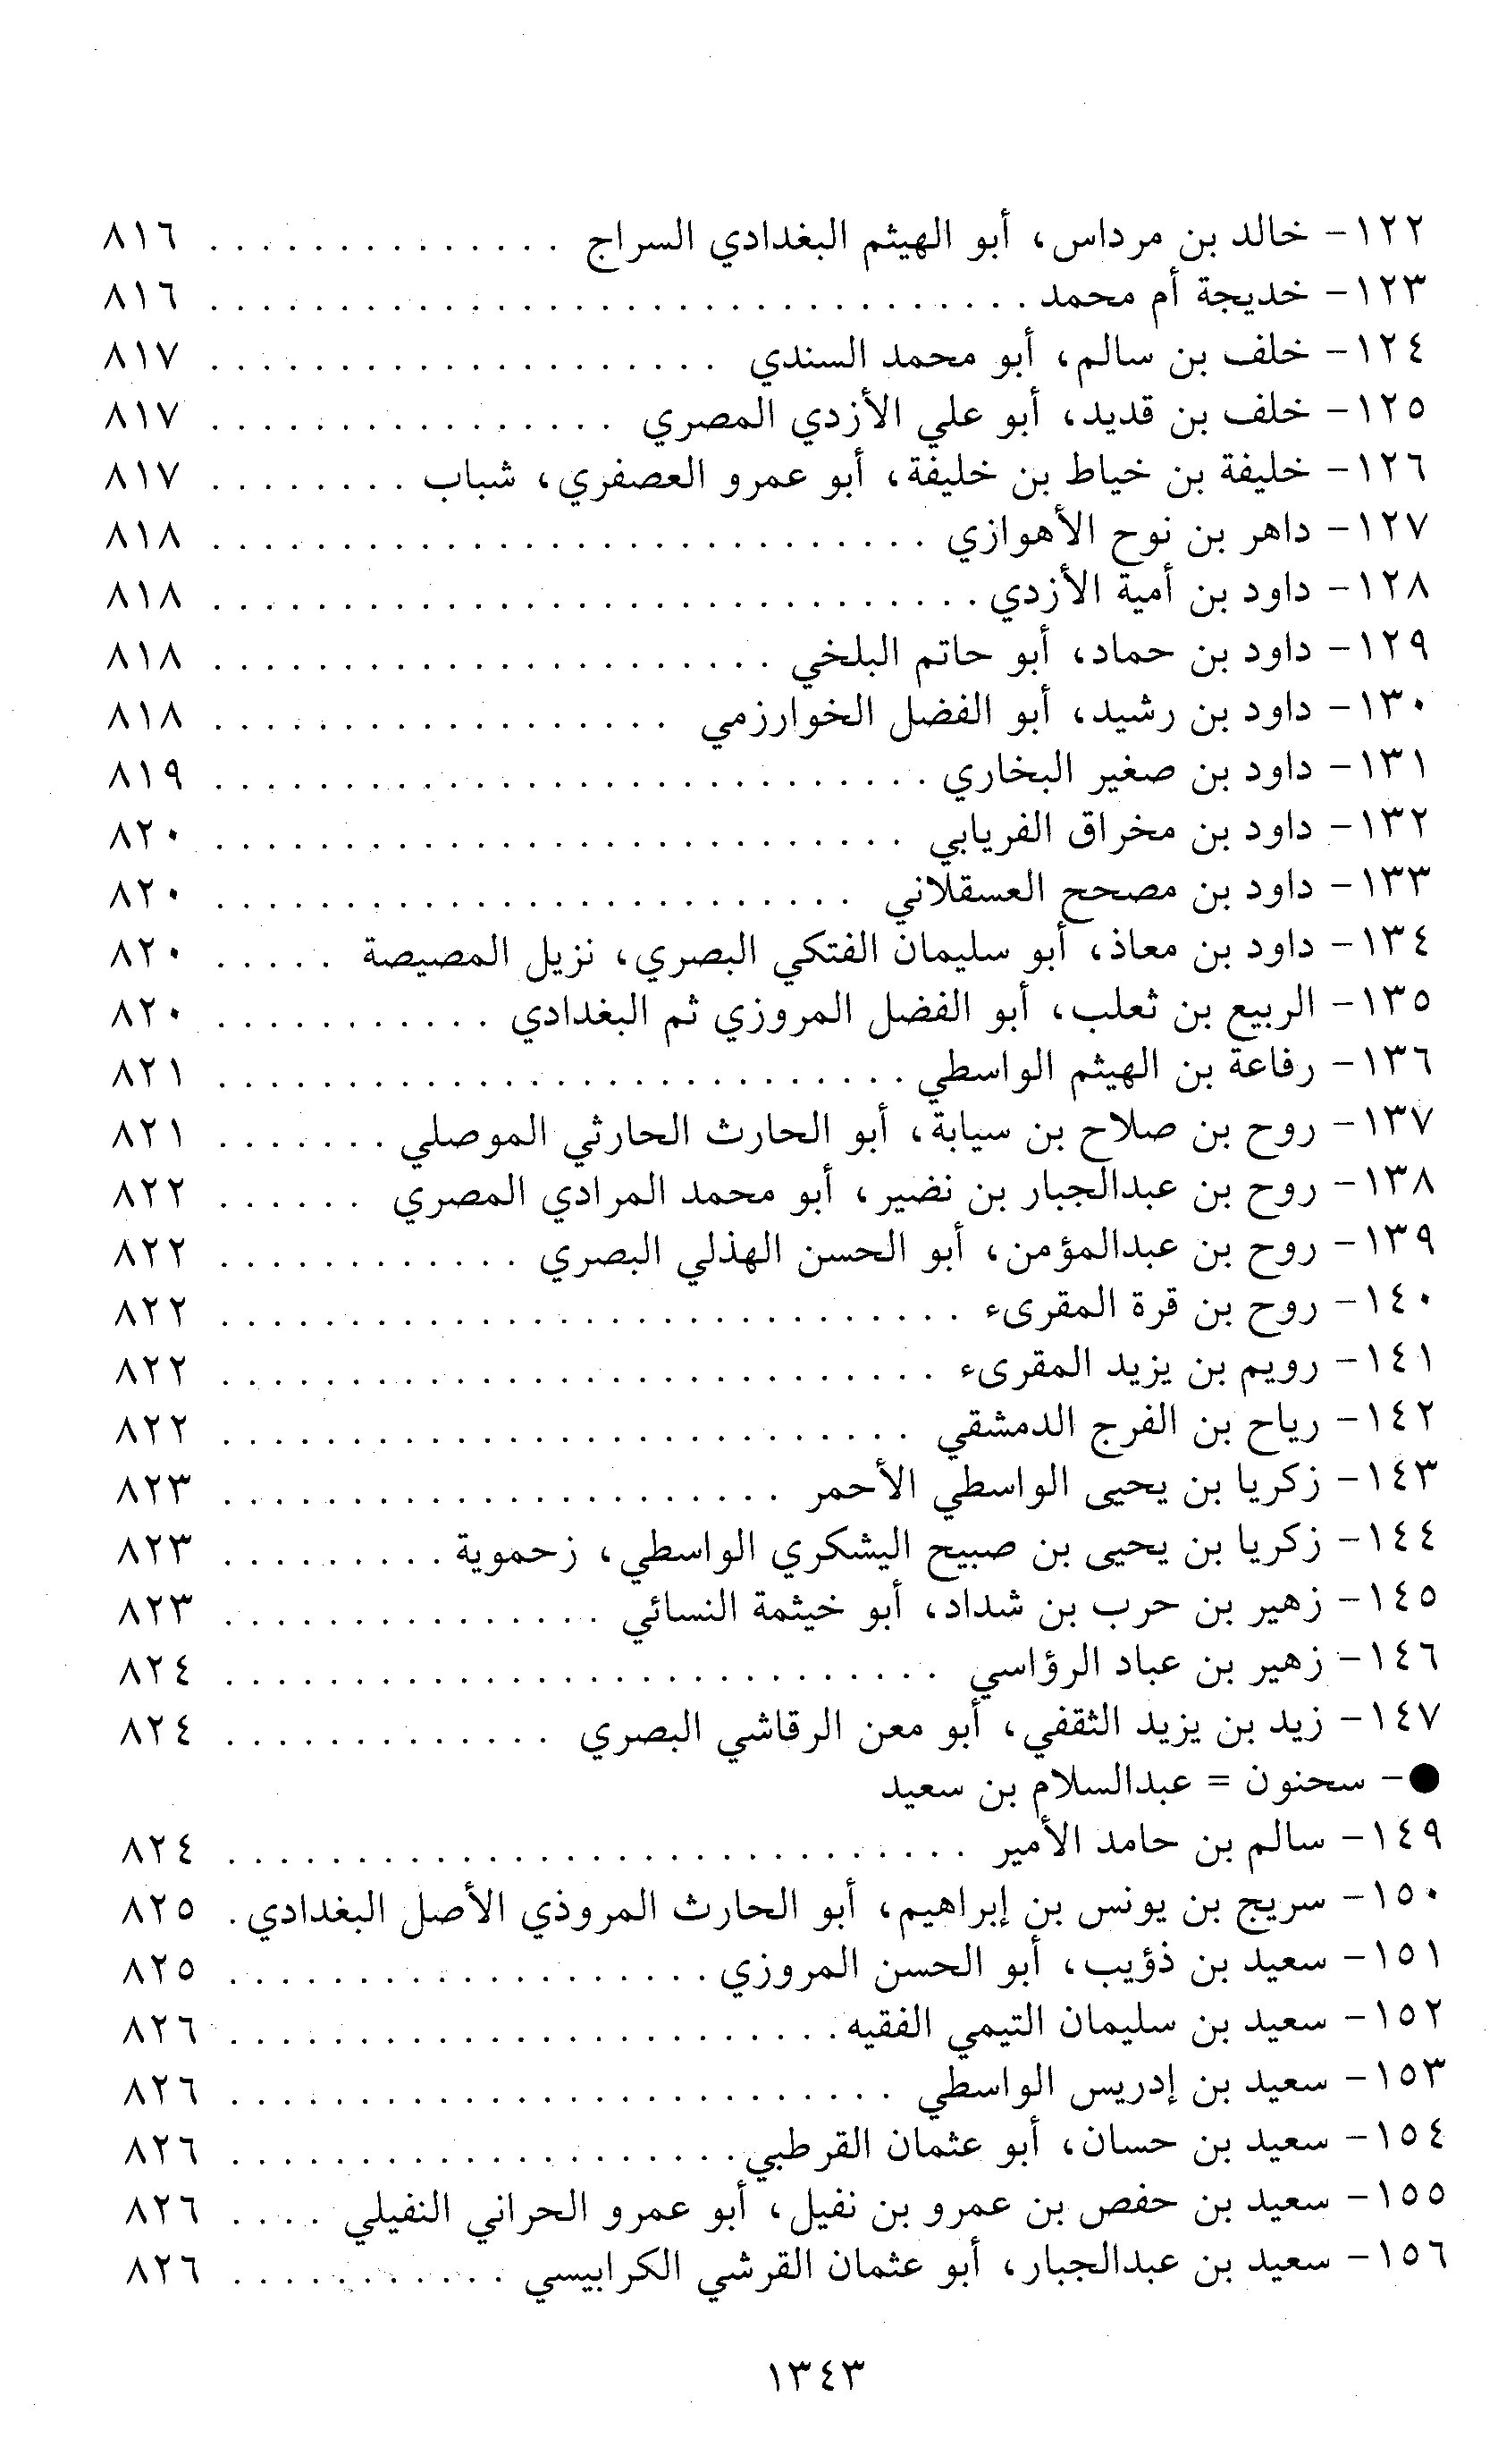 ١٢٢- خالد بن مرداس، أبو الهيثم البغدادي السراج . . . . . . . . . . . . . . ٨١٦
١٢٣- خديجة أم محمد . . . . . . . . . . . . . . . . . . . . . . . . . . . . . . . . ٨١٦
١٢٤- خلف بن سالم، أبو محمد السندي . . . . . . . . . . . . . . . . . . . . ٨١٧
١٢٥- خلف بن قديد، أبو علي الأزدي المصري . . . . . . . . . . . . . . . . ٨١٧
١٢٦- خليفة بن خياط بن خليفة، أبو عمرو العصفري، شباب . . . . . . . . ٨١٧
١٢٧- داهر بن نوح الأهوازي . . . . . . . . . . . . . . . . . . . . . . . . . . . . ٨١٨
١٢٨- داود بن أمية الأزدي . . . . . . . . . . . . . . . . . . . . . . . . . . . . . . ٨١٨
١٢٩- داود بن حماد، أبو حاتم البلخي . . . . . . . . . . . . . . . . . . . . . . ٨١٨
١٣٠- داود بن رشيد، أبو الفضل الخوارزمي . . . . . . . . . . . . . . . . . . ٨١٨
١٣١- داود بن صغير البخاري . . . . . . . . . . . . . . . . . . . . . . . . . . . . ٨١٩
١٣٢- داود بن مخراق الفريابي . . . . . . . . . . . . . . . . . . . . . . . . . . . ٨٢٠
١٣٣- داود بن مصحح العسقلاني . . . . . . . . . . . . . . . . . . . . . . . . . ٨٢٠
١٣٤- داود بن معاذ، أبو سليمان الفتكي البصري، نزيل المصيصة . . . . . ٨٢٠
١٣٥- الربيع بن ثعلب، أبو الفضل المروزي ثم البغدادي . . . . . . . . . . . ٨٢٠
١٣٦- رفاعة بن الهيثم الواسطي . . . . . . . . . . . . . . . . . . . . . . . . . . . ٨٢١
١٣٧- روح بن صلاح بن سيابة، أبو الحارث الحارثي الموصلي . . . . . . . ٨٢١
١٣٨- روح بن عبدالجبار بن نضير، أبو محمد المرادي المصري . . . . . . ٨٢٢
١٣٩- روح بن عبدالمؤمن، أبو الحسن الهذلي البصري . . . . . . . . . . . . ٨٢٢
١٤٠- روح بن قرة المقرىء . . . . . . . . . . . . . . . . . . . . . . . . . . . . . ٨٢٢
١٤١- رويم بن يزيد المقرىء . . . . . . . . . . . . . . . . . . . . . . . . . . . . ٨٢٢
١٤٢- رياح بن الفرج الدمشقي . . . . . . . . . . . . . . . . . . . . . . . . . . . ٨٢٢
١٤٣- زكريا بن يحيى الواسطي الأحمر . . . . . . . . . . . . . . . . . . . . . . ٨٢٣
١٤٤- زكريا بن يحيى بن صبيح اليشكري الواسطي، زحموية . . . . . . . . . ٨٢٣
١٤٥- زهير بن حرب بن شداد، أبو خيثمة النسائي . . . . . . . . . . . . . . . ٨٢٣
١٤٦- زهير بن عباد الرؤاسي . . . . . . . . . . . . . . . . . . . . . . . . . . . . ٨٢٤
١٤٧- زيد بن يزيد الثقفي، أبو معن الرقاشي البصري . . . . . . . . . . . . . ٨٢٤
●- سحنون = عبدالسلام بن سعيد
١٤٩- سالم بن حامد الأمير . . . . . . . . . . . . . . . . . . . . . . . . . . . . . ٨٢٤
١٥٠- سريج بن يونس بن إبراهيم، أبو الحارث المروذي الأصل البغدادي . ٨٢٥
١٥١- سعيد بن ذؤيب، أبو الحسن المروزي . . . . . . . . . . . . . . . . . . . ٨٢٥
١٥٢- سعيد بن سليمان التيمي الفقيه . . . . . . . . . . . . . . . . . . . . . . . . ٨٢٦
١٥٣- سعيد بن إدريس الواسطي . . . . . . . . . . . . . . . . . . . . . . . . . . ٨٢٦
١٥٤- سعيد بن حسان، أبو عثمان القرطبي . . . . . . . . . . . . . . . . . . . . ٨٢٦
١٥٥- سعيد بن حفص بن عمرو بن نفيل، أبو عمرو الحراني النفيلي . . . . ٨٢٦
١٥٦- سعيد بن عبدالجبار، أبو عثمان القرشي الكرابيسي . . . . . . . . . . . ٨٢٦
١٣٤٣